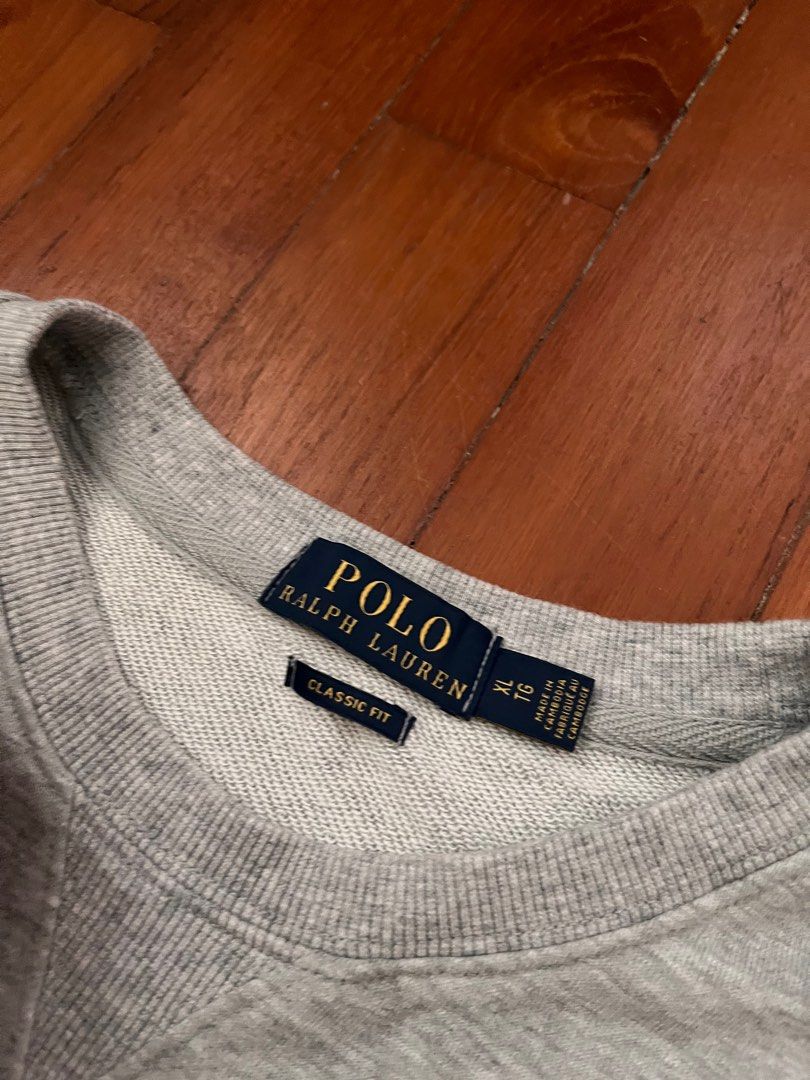 POLO
RALPH LAUREN
CLASSIC FIT
XL
TG
MADE IN
CAMBODIA
FABRIQUÉ AU
CAMBODGE